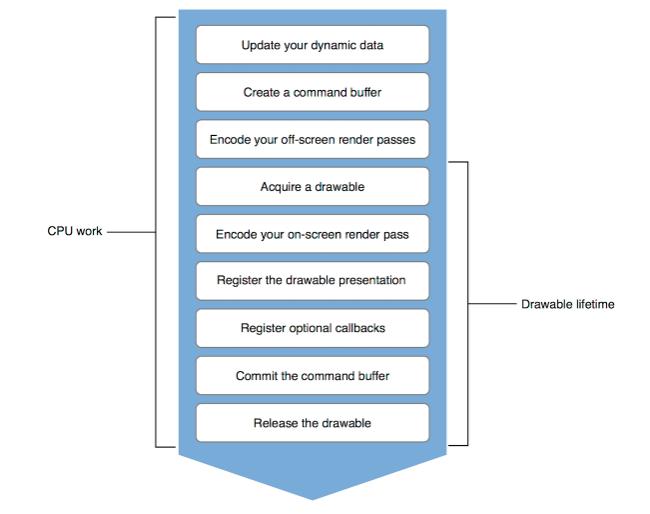 Update your dynamic data
Create a command buffer
Encode your off-screen render passes
Acquire a drawable
CPU work
Encode your on-screen render pass
Register the drawable presentation
Drawable lifetime
Register optional callbacks
Commit the command buffer
Release the drawable